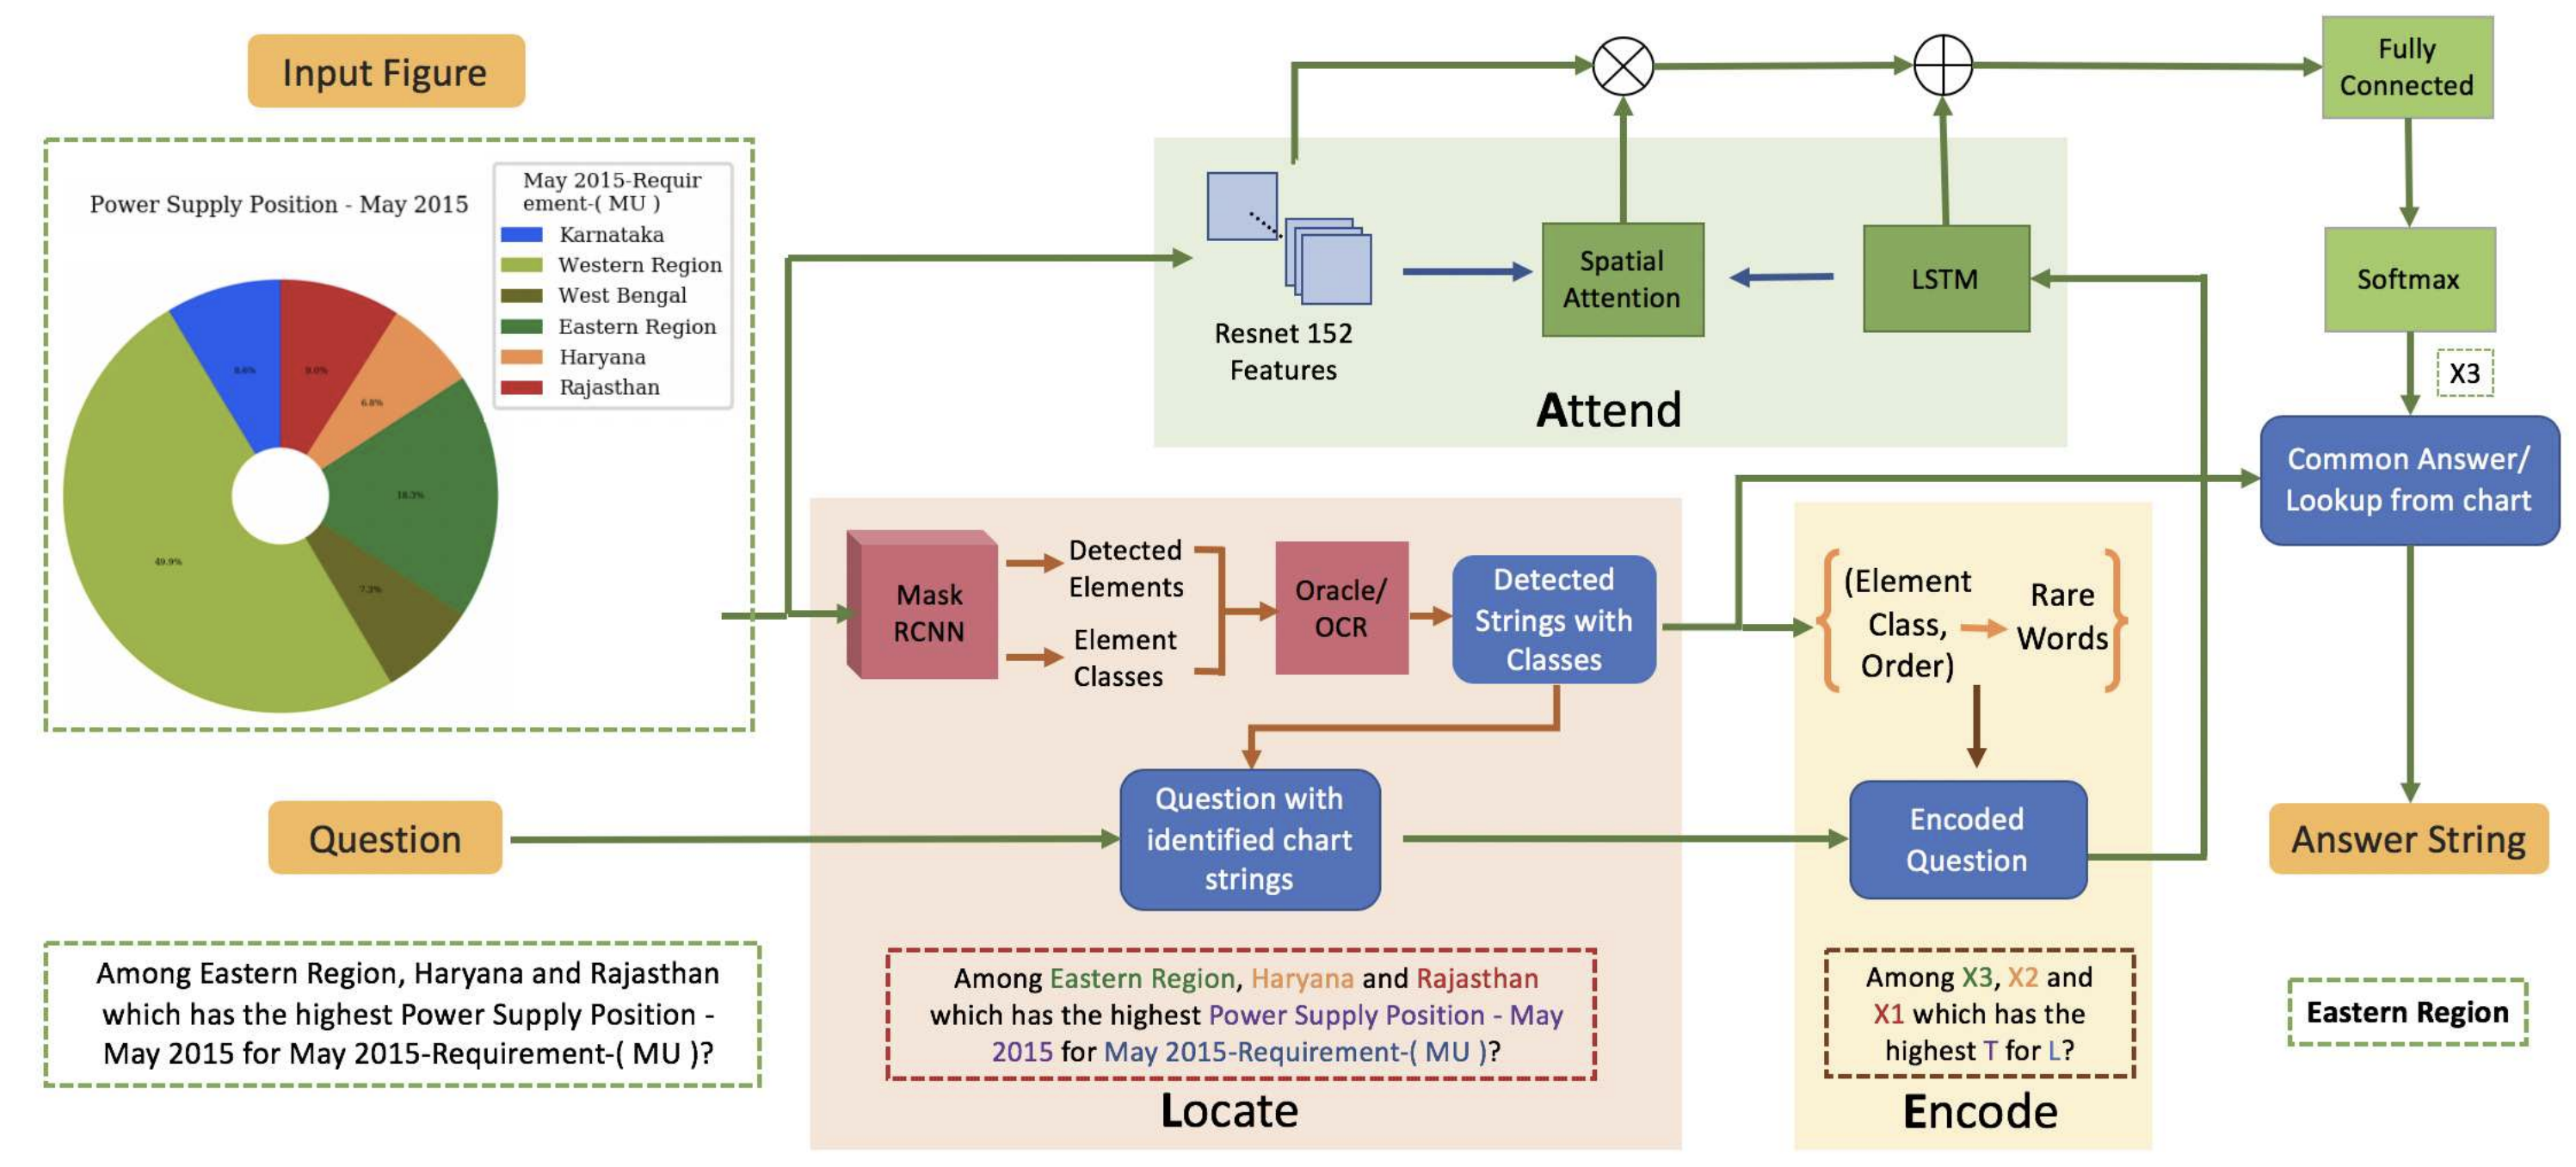 Input Figure
Power Supply Position - May 2015
May 2015-Requir
ement-( MU )
Karnataka
Western Region
West Bengal
Eastern Region
Haryana
Rajasthan
8.6%
9.0%
6.8%
18.3%
7.3%
49.9%
Question
Among Eastern Region, Haryana and Rajasthan
which has the highest Power Supply Position -
May 2015 for May 2015-Requirement-( MU )?
Resnet 152
Features
Spatial
Attention
LSTM
Attend
Mask
RCNN
Detected
Elements
Element
Classes
Oracle/
OCR
Detected
Strings with
Classes
Question with
identified chart
strings
Among Eastern Region, Haryana and Rajasthan
which has the highest Power Supply Position - May
2015 for May 2015-Requirement-( MU )?
Locate
(Element
Class,
Order)
Rare
Words
Encoded
Question
Among X3, X2 and
X1 which has the
highest T for L?
Encode
Fully
Connected
Softmax
X3
Common Answer/
Lookup from chart
Answer String
Eastern Region